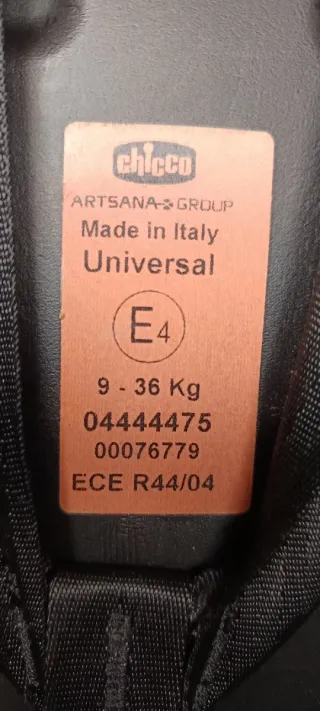 chicco
ARTSANA GROUP
Made in Italy
Universal
E4
9 - 36 Kg
04444475
00076779
ECE R44/04